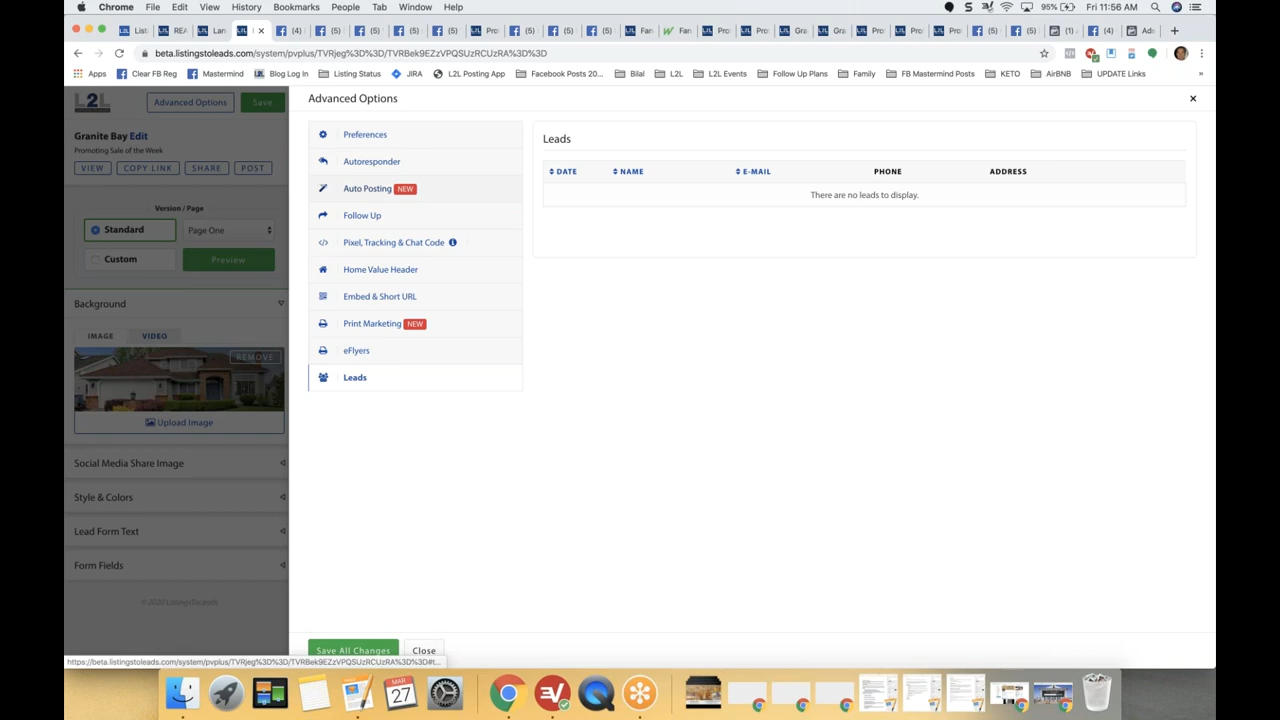 Chrome File Edit View History Bookmarks People Tab Window Help 95% Fri 11:56 AM
beta.listingstoleads.com/system/pvplus/TVRjeg%3D%3D/TVRBek9EZzVPQSUzRCUzRA%3D%3D
Apps Clear FB Reg Mastermind Blog Log In Listing Status JIRA L2L Posting App Facebook Posts 20... Bilal L2L L2L Events Follow Up Plans Family FB Mastermind Posts KETO AirBNB UPDATE Links »
L2L Advanced Options Save
Granite Bay Edit
Promoting Sale of the Week
VIEW COPY LINK SHARE POST
Version / Page
Standard Page One
Custom Preview
Background
IMAGE VIDEO
REMOVE
Upload Image
Social Media Share Image
Style & Colors
Lead Form Text
Form Fields
© 2020 ListingsToLeads
Advanced Options
Preferences
Autoresponder
Auto Posting NEW
Follow Up
Pixel, Tracking & Chat Code
Home Value Header
Embed & Short URL
Print Marketing NEW
eFlyers
Leads
Leads
DATE NAME E-MAIL PHONE ADDRESS
There are no leads to display.
Save All Changes Close
https://beta.listingstoleads.com/system/pvplus/TVRjeg%3D%3D/TVRBek9EZzVPQSUzRCUzRA%3D%3D#t...
MAR
27